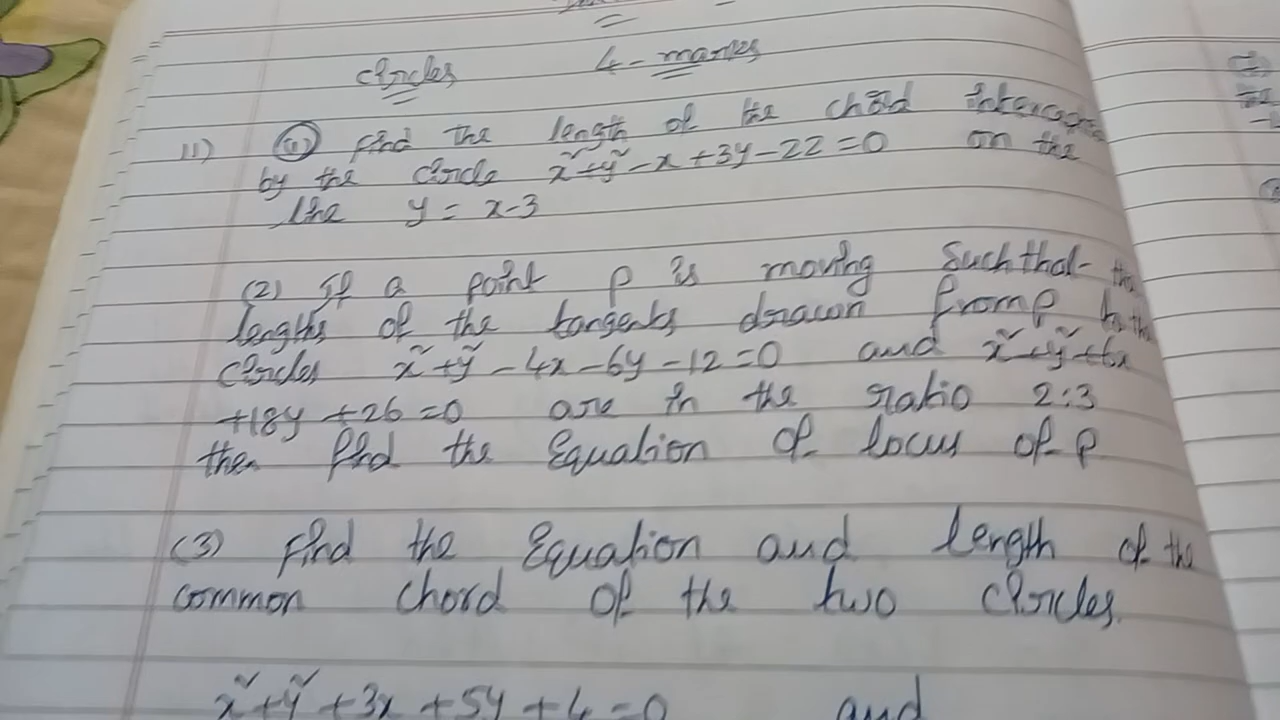 circles 4-marks
11) (1) find the length of the chord
by the circle x²+y²-x+3y-22=0 on the
line y = x-3
(2) If a point p is moving Such that the
lengths of the tangents drawn from p to the
circles x²+y²-4x-6y-12=0 and x²+y²+6x
+18y+26=0 are in the ratio 2:3
then find the Equation of locus of p
(3) find the Equation and length of the
common chord of the two circles.
x²+y²+3x+5y+4=0 and